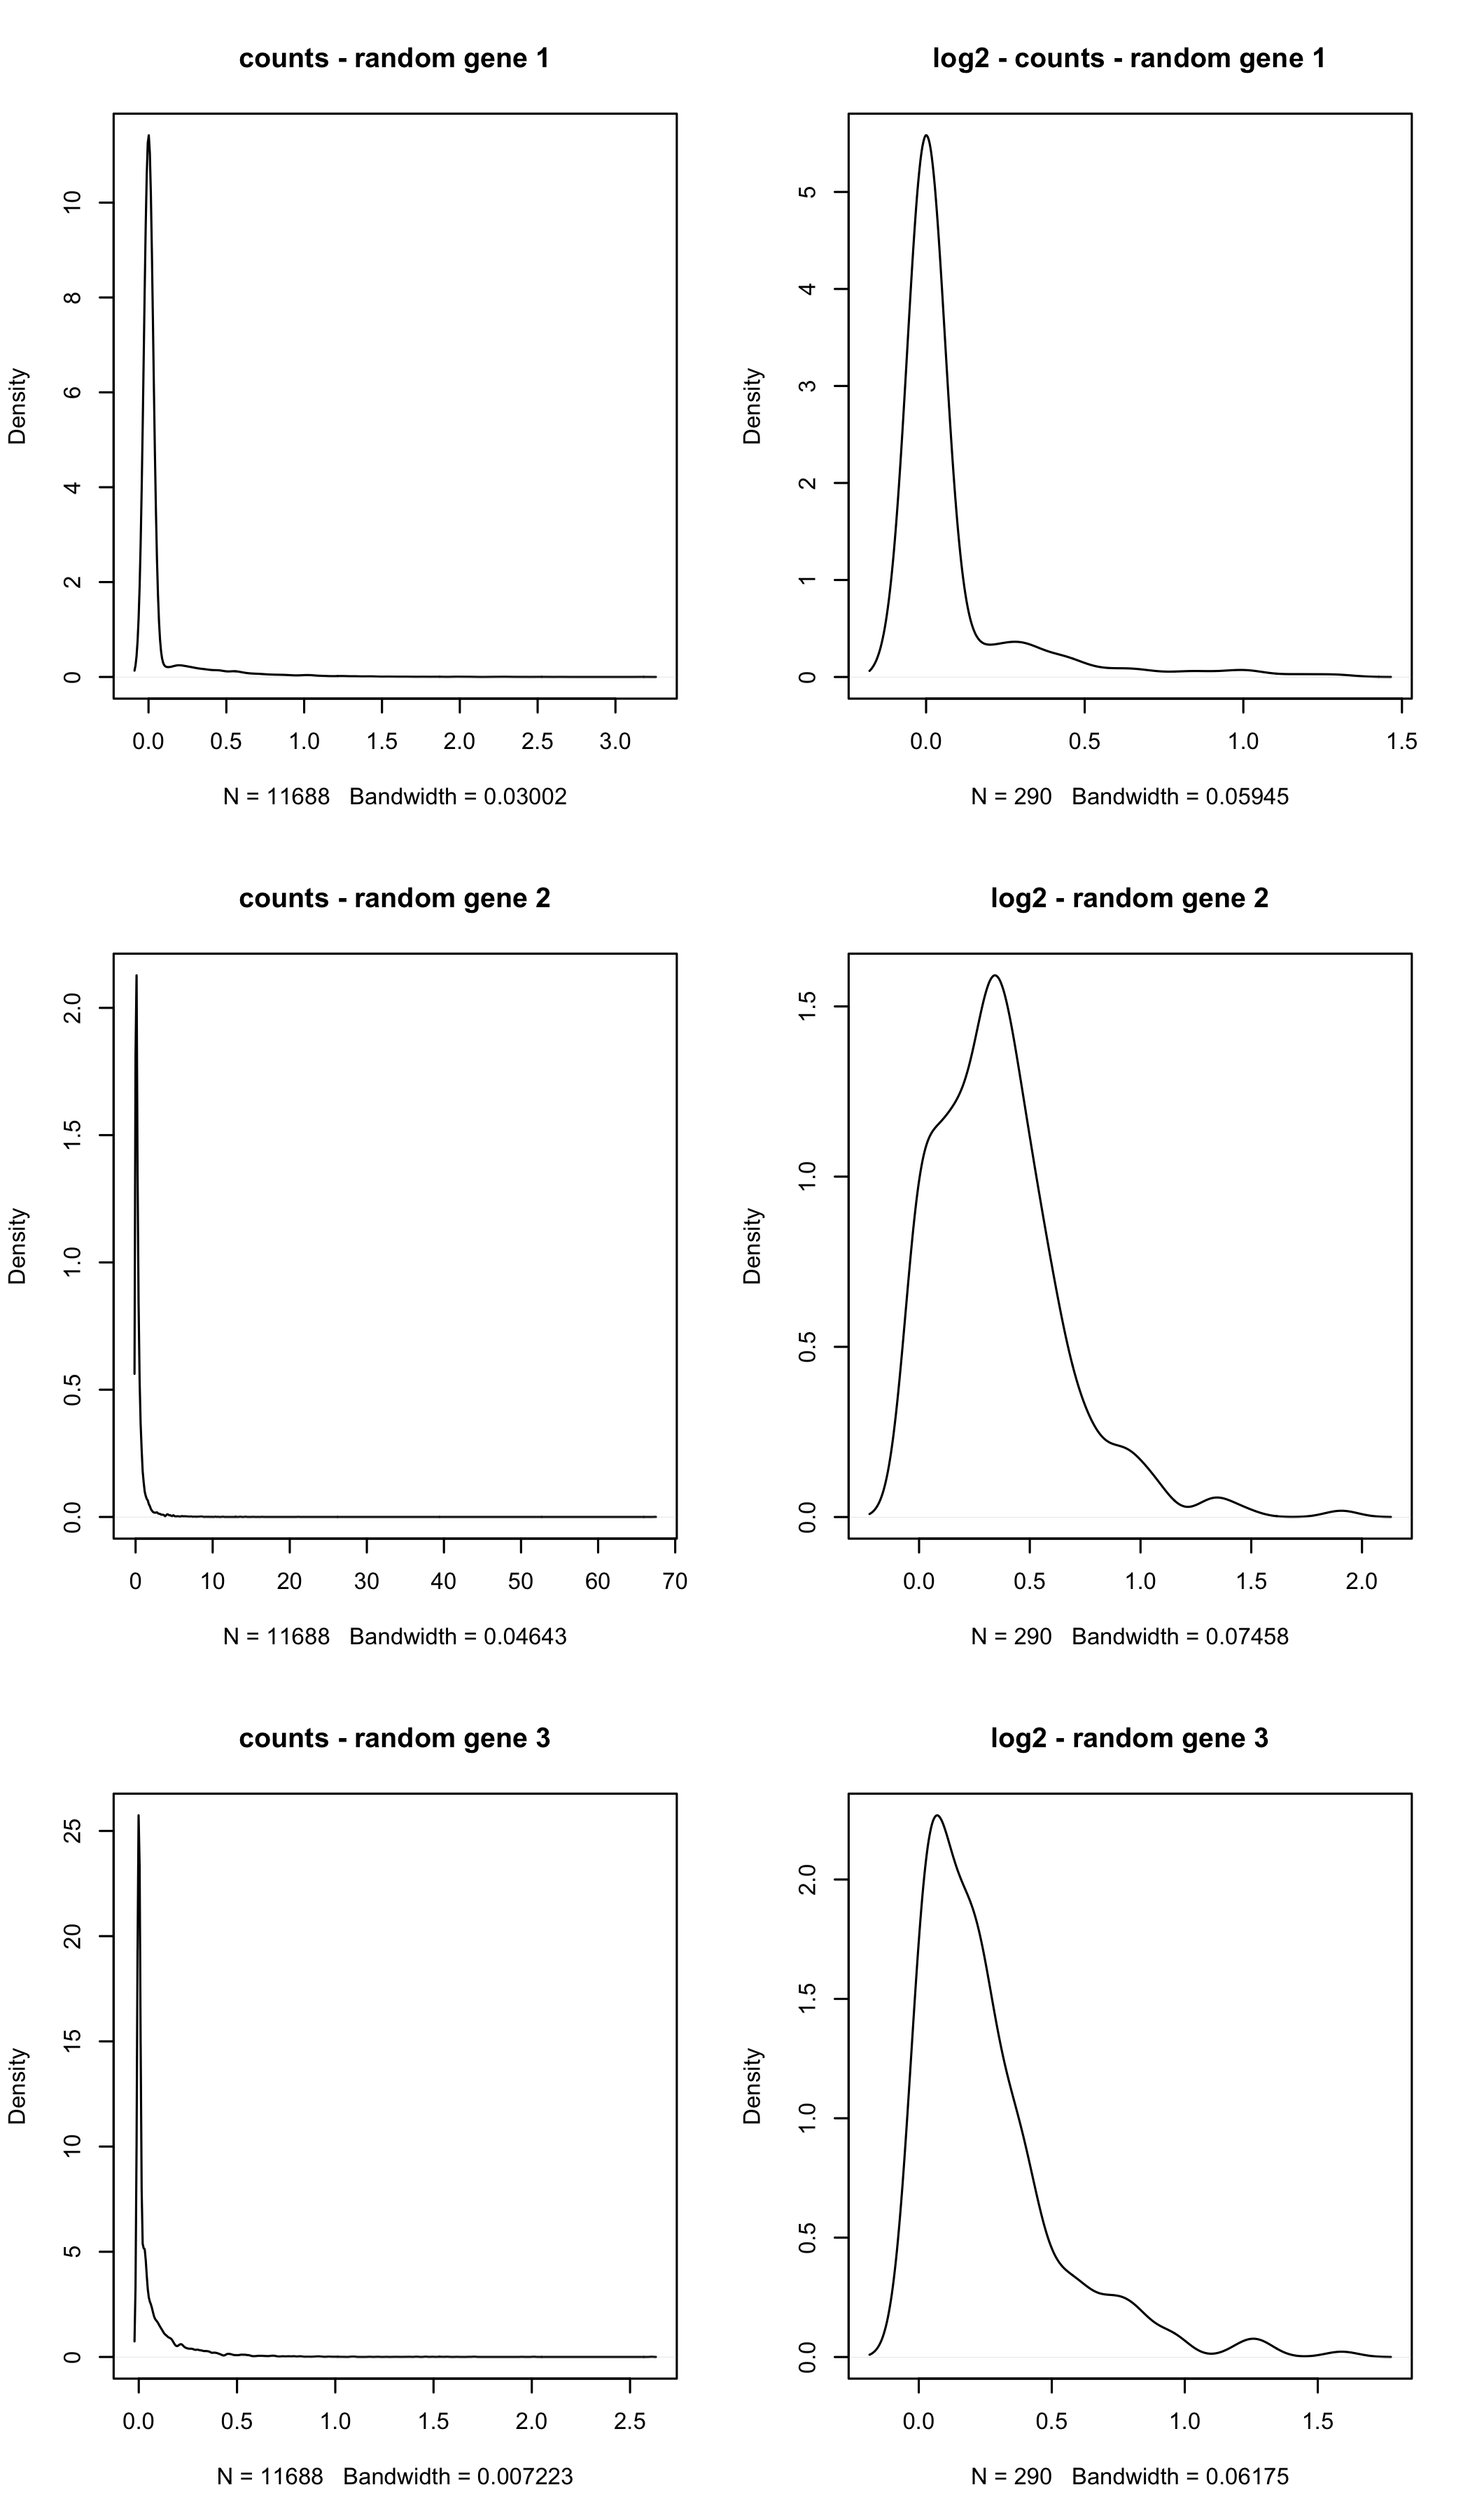 counts - random gene 1
Density
10
8
6
4
2
0
0.0 0.5 1.0 1.5 2.0 2.5 3.0
N = 11688 Bandwidth = 0.03002
log2 - counts - random gene 1
Density
5
4
3
2
1
0
0.0 0.5 1.0 1.5
N = 290 Bandwidth = 0.05945
counts - random gene 2
Density
2.0
1.5
1.0
0.5
0.0
0 10 20 30 40 50 60 70
N = 11688 Bandwidth = 0.04643
log2 - random gene 2
Density
1.5
1.0
0.5
0.0
0.0 0.5 1.0 1.5 2.0
N = 290 Bandwidth = 0.07458
counts - random gene 3
Density
25
20
15
10
5
0
0.0 0.5 1.0 1.5 2.0 2.5
N = 11688 Bandwidth = 0.007223
log2 - random gene 3
Density
2.0
1.5
1.0
0.5
0.0
0.0 0.5 1.0 1.5
N = 290 Bandwidth = 0.06175